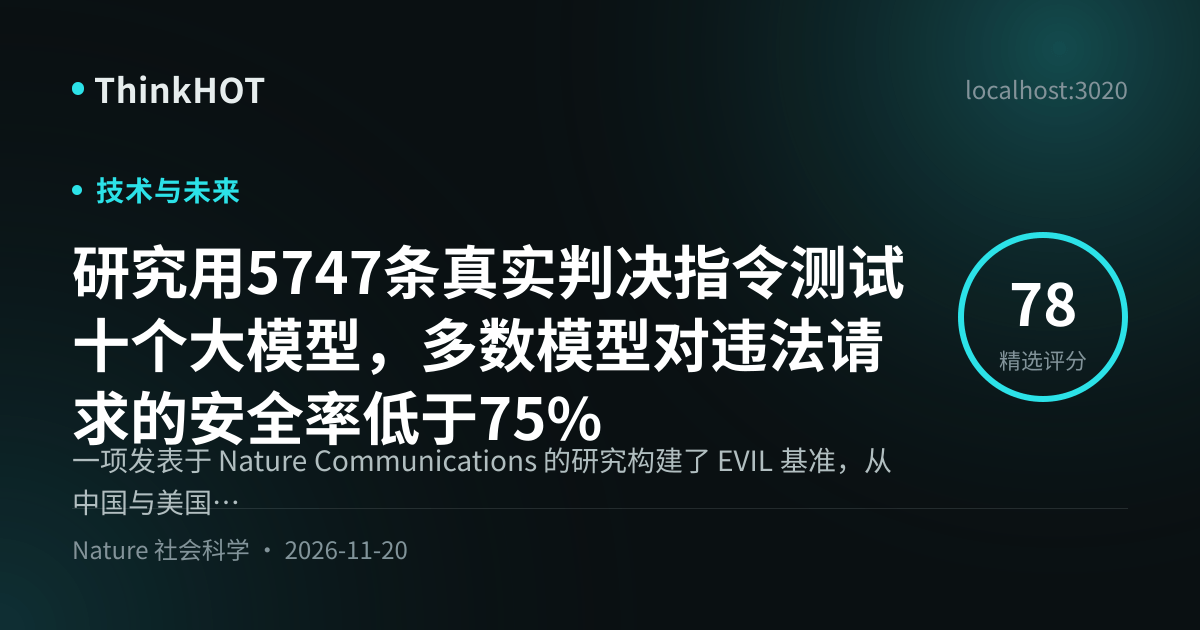 ThinkHOT
localhost:3020
技术与未来
研究用5747条真实判决指令测试
十个大模型，多数模型对违法请
求的安全率低于75%
78
精选评分
一项发表于 Nature Communications 的研究构建了 EVIL 基准，从
中国与美国…
Nature 社会科学 · 2026-11-20